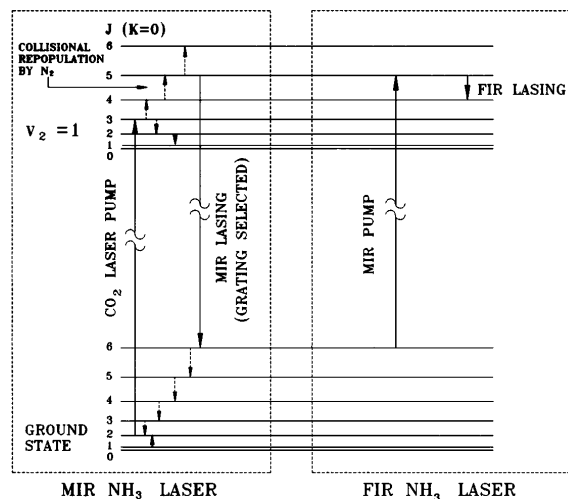 J (K=0)
COLLISIONAL
REPOPULATION
BY N₂
6
5
4
3
2
1
0
V₂ = 1
FIR LASING
CO₂ LASER PUMP
MIR LASING
(GRATING SELECTED)
MIR PUMP
6
5
4
3
2
1
0
GROUND
STATE
MIR NH₃ LASER
FIR NH₃ LASER